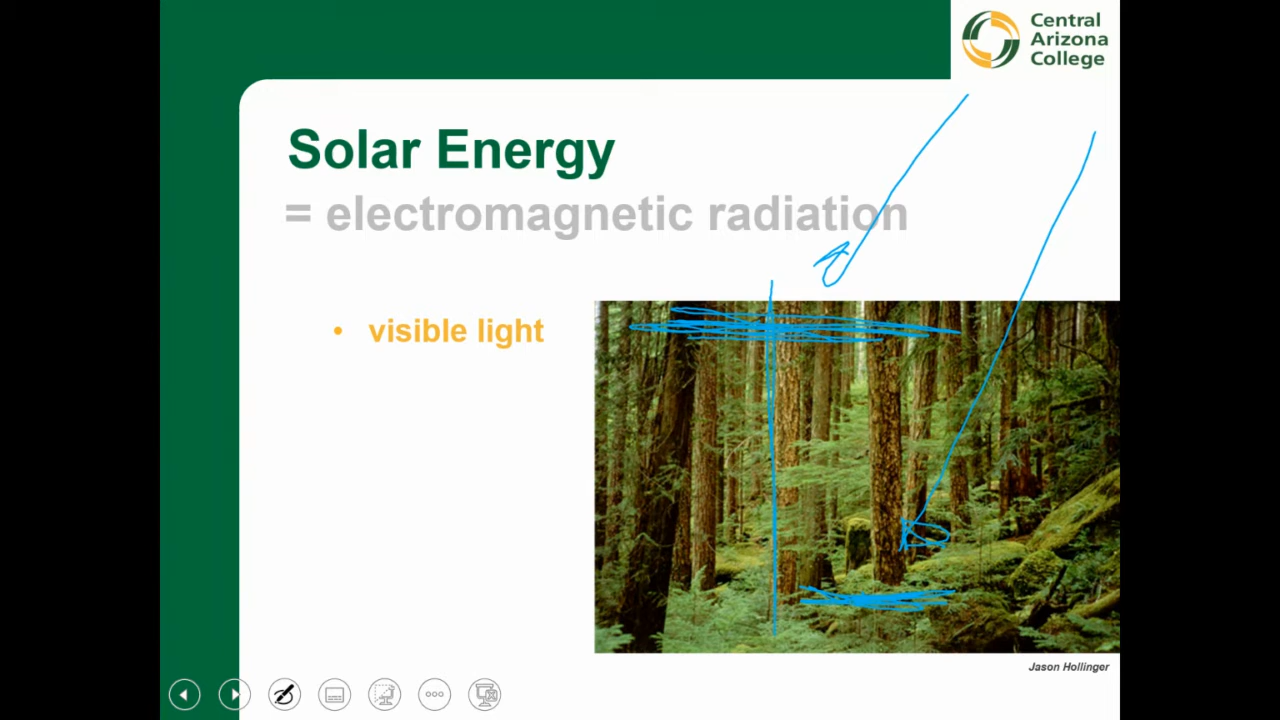 Central
Arizona
College
Solar Energy
= electromagnetic radiation
• visible light
Jason Hollinger